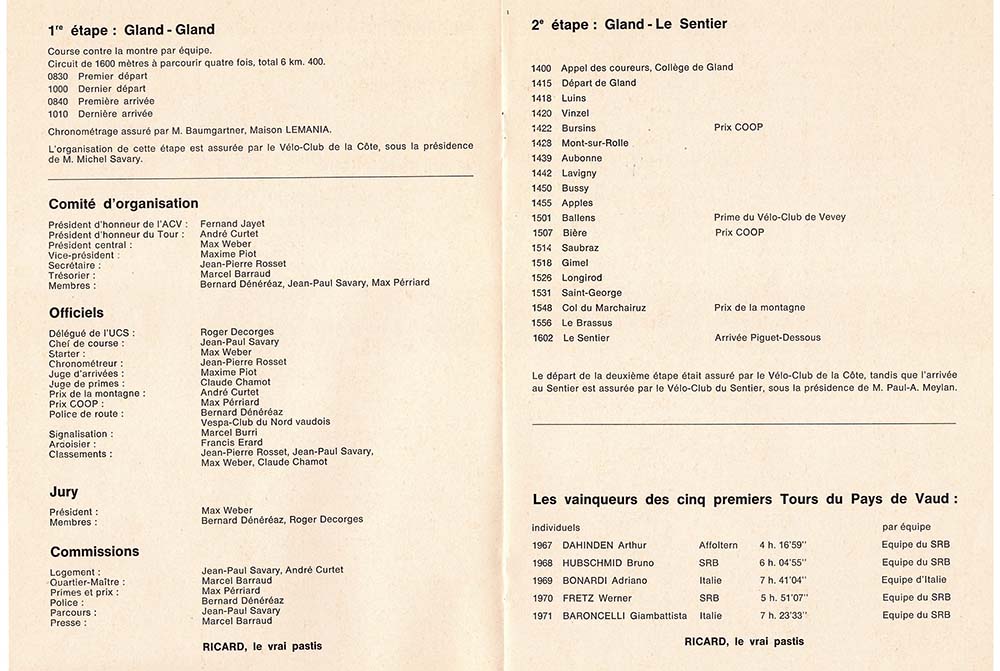 1re étape : Gland - Gland
Course contre la montre par équipe.
Circuit de 1600 mètres à parcourir quatre fois, total 6 km. 400.
0830 Premier départ
1000 Dernier départ
0840 Première arrivée
1010 Dernière arrivée
Chronométrage assuré par M. Baumgartner, Maison LEMANIA.
L'organisation de cette étape est assurée par le Vélo-Club de la Côte, sous la présidence
de M. Michel Savary.
Comité d'organisation
Président d'honneur de l'ACV : Fernand Jayet
Président d'honneur du Tour : André Curtet
Président central : Max Weber
Vice-président : Maxime Piot
Secrétaire : Jean-Pierre Rosset
Trésorier : Marcel Barraud
Membres : Bernard Dénéréaz, Jean-Paul Savary, Max Pérriard
Officiels
Délégué de l'UCS : Roger Decorges
Chef de course : Jean-Paul Savary
Starter : Max Weber
Chronométreur : Jean-Pierre Rosset
Juge d'arrivées : Maxime Piot
Juge de primes : Claude Chamot
Prix de la montagne : André Curtet
Prix COOP : Max Pérriard
Police de route : Bernard Dénéréaz
Vespa-Club du Nord vaudois
Signalisation : Marcel Burri
Ardoisier : Francis Erard
Classements : Jean-Pierre Rosset, Jean-Paul Savary,
Max Weber, Claude Chamot
Jury
Président : Max Weber
Membres : Bernard Dénéréaz, Roger Decorges
Commissions
Logement : Jean-Paul Savary, André Curtet
Quartier-Maître : Marcel Barraud
Primes et prix : Max Pérriard
Police : Bernard Dénéréaz
Parcours : Jean-Paul Savary
Presse : Marcel Barraud
RICARD, le vrai pastis
2e étape : Gland - Le Sentier
1400 Appel des coureurs, Collège de Gland
1415 Départ de Gland
1418 Luins
1420 Vinzel
1422 Bursins Prix COOP
1428 Mont-sur-Rolle
1439 Aubonne
1442 Lavigny
1450 Bussy
1455 Apples
1501 Ballens Prime du Vélo-Club de Vevey
1507 Bière Prix COOP
1514 Saubraz
1518 Gimel
1526 Longirod
1531 Saint-George
1548 Col du Marchairuz Prix de la montagne
1556 Le Brassus
1602 Le Sentier Arrivée Piguet-Dessous
Le départ de la deuxième étape était assuré par le Vélo-Club de la Côte, tandis que l'arrivée
au Sentier est assurée par le Vélo-Club du Sentier, sous la présidence de M. Paul-A. Meylan.
Les vainqueurs des cinq premiers Tours du Pays de Vaud :
individuels par équipe
1967 DAHINDEN Arthur Affoltern 4 h. 16'59'' Equipe du SRB
1968 HUBSCHMID Bruno SRB 6 h. 04'55'' Equipe du SRB
1969 BONARDI Adriano Italie 7 h. 41'04'' Equipe d'Italie
1970 FRETZ Werner SRB 5 h. 51'07'' Equipe du SRB
1971 BARONCELLI Giambattista Italie 7 h. 23'33'' Equipe du SRB
RICARD, le vrai pastis